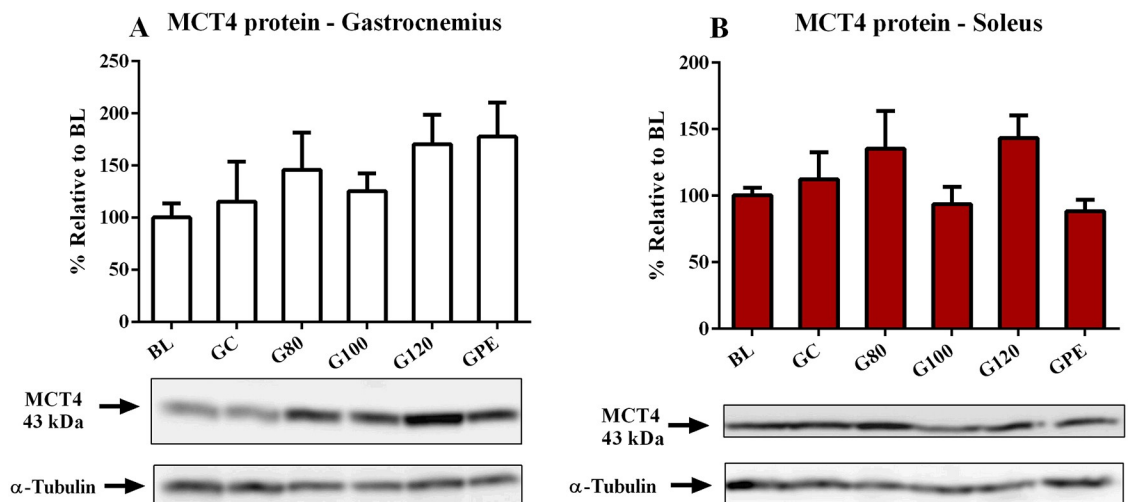 A MCT4 protein - Gastrocnemius
% Relative to BL
250
200
150
100
50
0
BL GC G80 G100 G120 GPE
MCT4
43 kDa
α-Tubulin
B MCT4 protein - Soleus
% Relative to BL
200
150
100
50
0
BL GC G80 G100 G120 GPE
MCT4
43 kDa
α-Tubulin